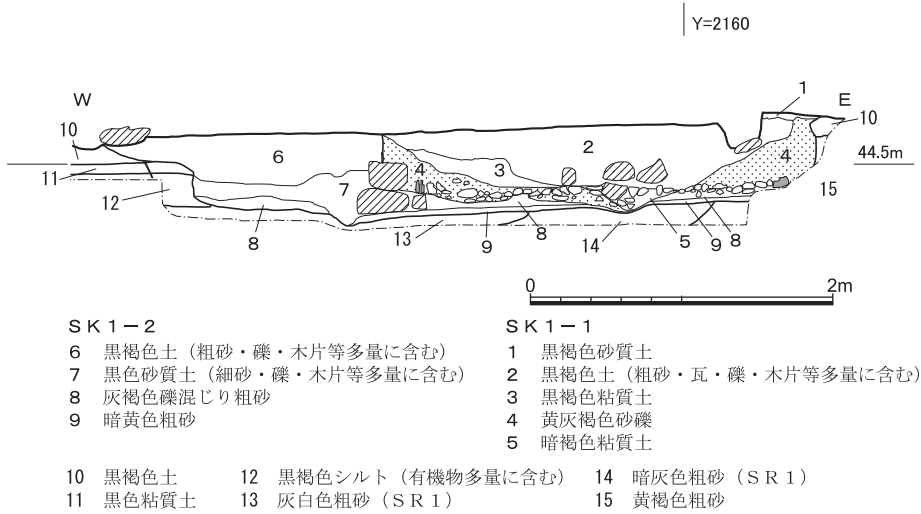 Y=2160
W
E
1
10
10
2
6
44.5m
4
3
4
11
7
15
12
8
13
9
8
14
5
9
8
0
2m
ＳＫ１－２
6 黒褐色土（粗砂・礫・木片等多量に含む）
7 黒色砂質土（細砂・礫・木片等多量に含む）
8 灰褐色礫混じり粗砂
9 暗黄色粗砂
ＳＫ１－１
1 黒褐色砂質土
2 黒褐色土（粗砂・瓦・礫・木片等多量に含む）
3 黒褐色粘質土
4 黄灰褐色砂礫
5 暗褐色粘質土
10 黒褐色土
11 黒色粘質土
12 黒褐色シルト（有機物多量に含む）
13 灰白色粗砂（ＳＲ１）
14 暗灰色粗砂（ＳＲ１）
15 黄褐色粗砂